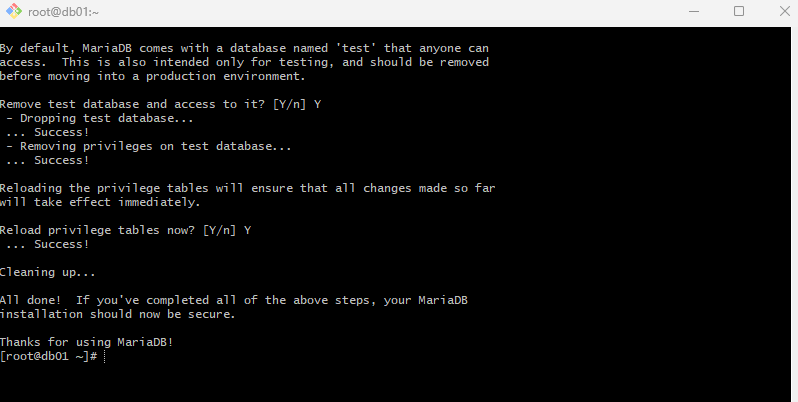 root@db01:~
By default, MariaDB comes with a database named 'test' that anyone can
access.  This is also intended only for testing, and should be removed
before moving into a production environment.
Remove test database and access to it? [Y/n] Y
 - Dropping test database...
 ... Success!
 - Removing privileges on test database...
 ... Success!
Reloading the privilege tables will ensure that all changes made so far
will take effect immediately.
Reload privilege tables now? [Y/n] Y
 ... Success!
Cleaning up...
All done!  If you've completed all of the above steps, your MariaDB
installation should now be secure.
Thanks for using MariaDB!
[root@db01 ~]#